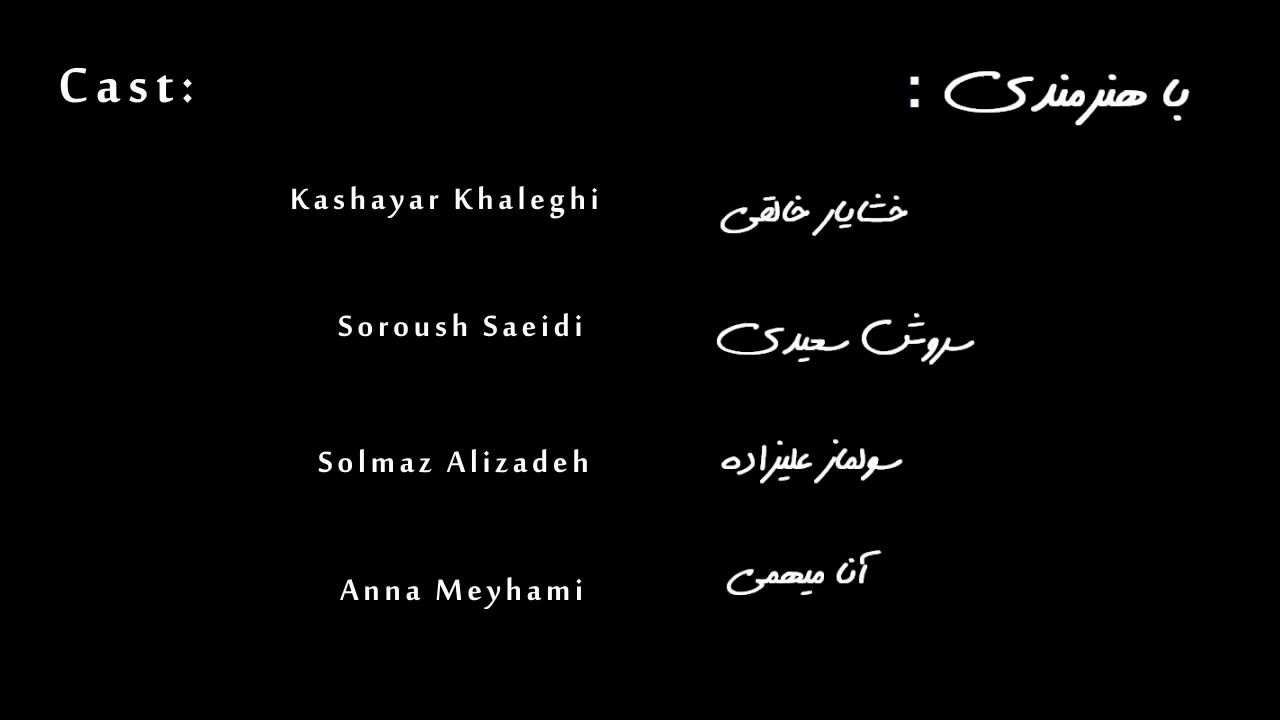 Cast: با هنرمندی :
Kashayar Khaleghi خشایار خالقی
Soroush Saeidi سروش سعیدی
Solmaz Alizadeh سولماز علیزاده
Anna Meyhami آنا میهمی